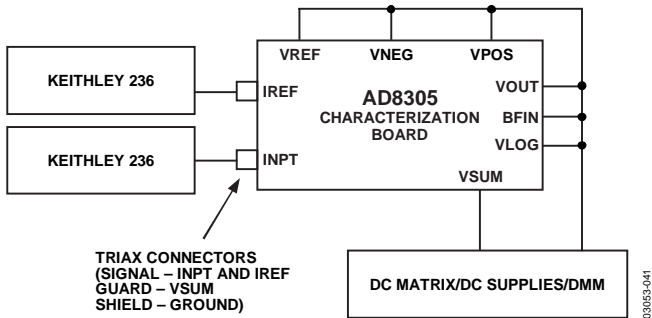 VREF VNEG VPOS
KEITHLEY 236
IREF
VOUT
AD8305
CHARACTERIZATION
BOARD
BFIN
VLOG
KEITHLEY 236
INPT
VSUM
TRIAX CONNECTORS
(SIGNAL – INPT AND IREF
GUARD – VSUM
SHIELD – GROUND)
DC MATRIX/DC SUPPLIES/DMM
03053-041